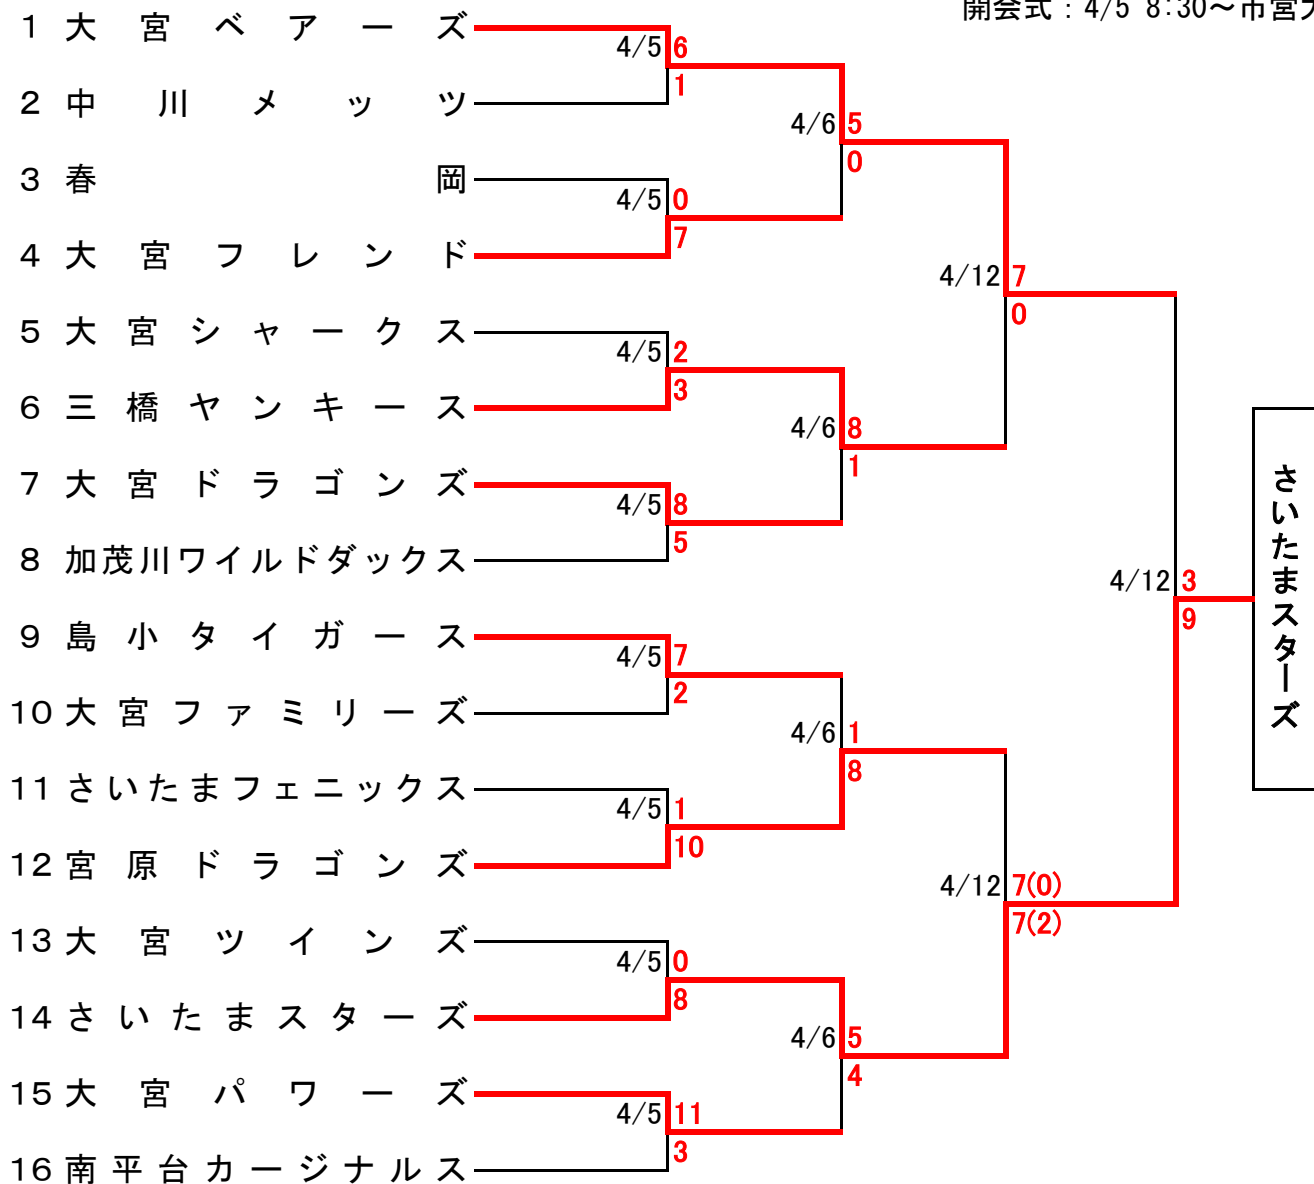 開会式：4/5 8:30～市営
1 大宮ベアーズ
4/5 6
1
2 中川メッツ
4/6 5
0
3 春岡
4/5 0
7
4 大宮フレンド
4/12 7
0
5 大宮シャークス
4/5 2
3
6 三橋ヤンキース
4/6 8
1
7 大宮ドラゴンズ
4/5 8
5
8 加茂川ワイルドダックス
4/12 3
9
さいたまスターズ
9 島小タイガース
4/5 7
2
10 大宮ファミリーズ
4/6 1
8
11 さいたまフェニックス
4/5 1
10
12 宮原ドラゴンズ
4/12 7(0)
7(2)
13 大宮ツインズ
4/5 0
8
14 さいたまスターズ
4/6 5
4
15 大宮パワーズ
4/5 11
3
16 南平台カージナルス